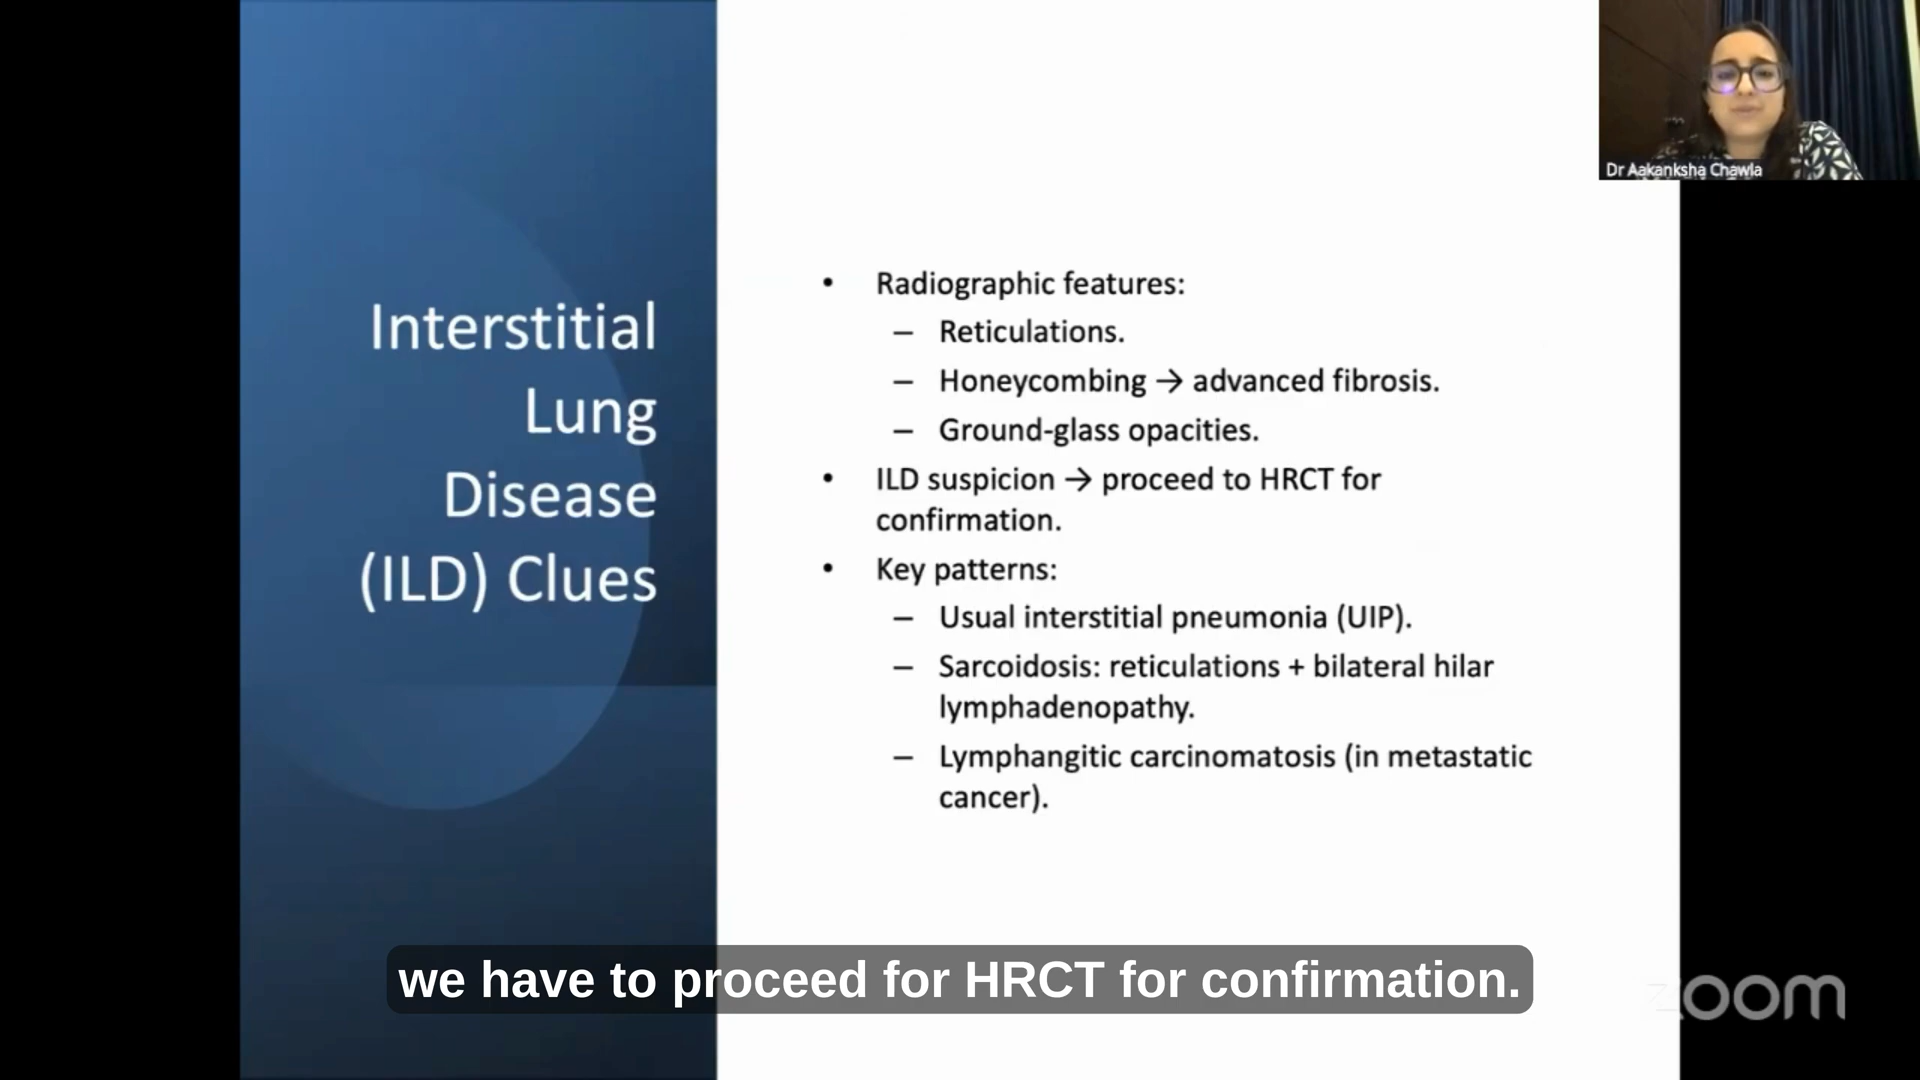 Interstitial
Lung
Disease
(ILD) Clues
• Radiographic features:
– Reticulations.
– Honeycombing → advanced fibrosis.
– Ground-glass opacities.
• ILD suspicion → proceed to HRCT for
confirmation.
• Key patterns:
– Usual interstitial pneumonia (UIP).
– Sarcoidosis: reticulations + bilateral hilar
lymphadenopathy.
– Lymphangitic carcinomatosis (in metastatic
cancer).
Dr Aakanksha Chawla
we have to proceed for HRCT for confirmation.
zoom